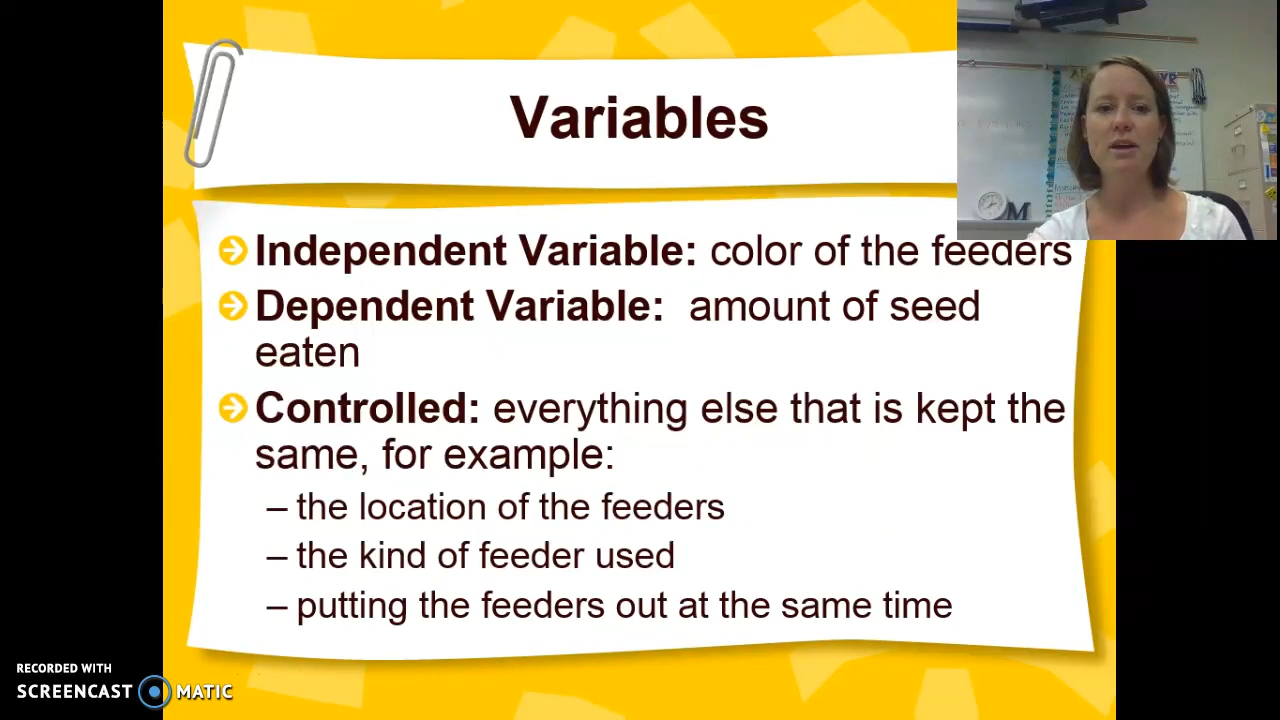 Variables
Independent Variable: color of the feeders
Dependent Variable: amount of seed
eaten
Controlled: everything else that is kept the
same, for example:
– the location of the feeders
– the kind of feeder used
– putting the feeders out at the same time
M
RECORDED WITH
SCREENCAST MATIC